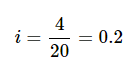 i = 4/20 = 0.2